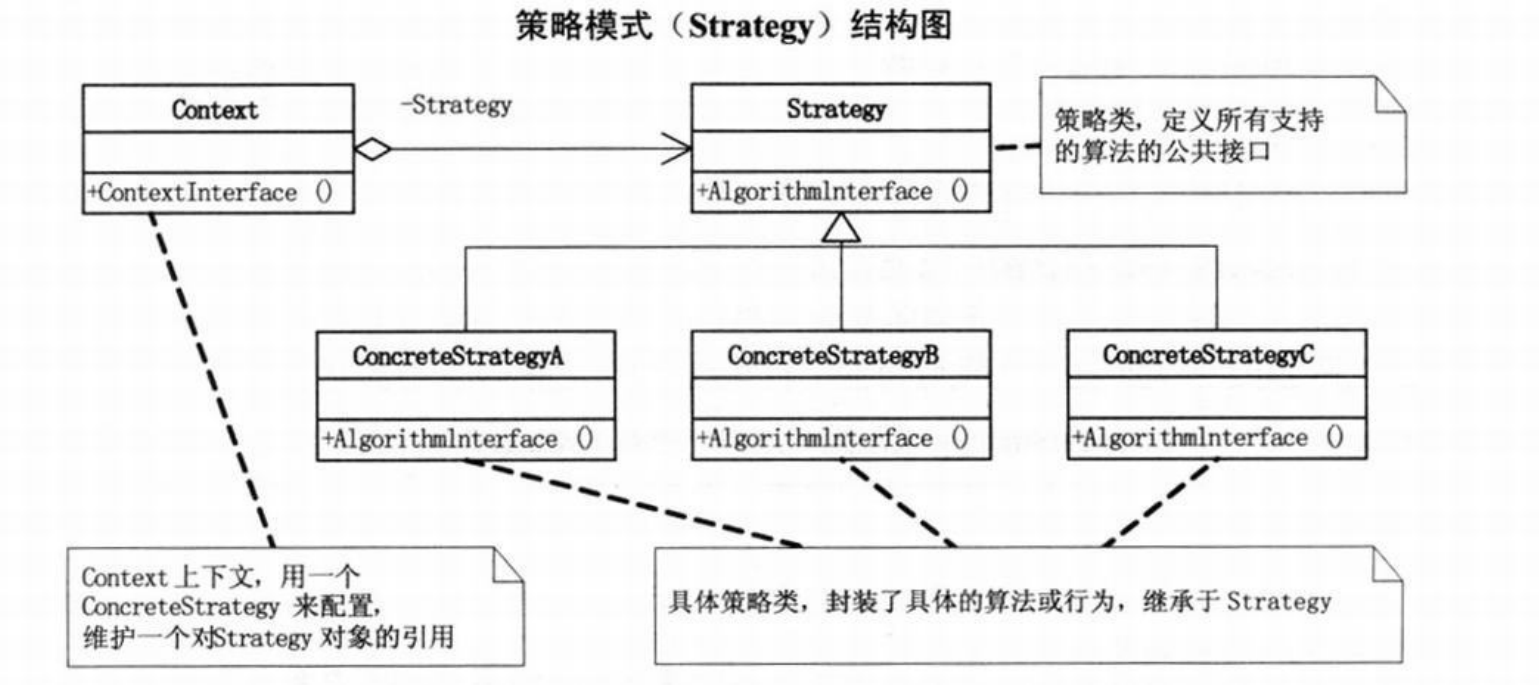 策略模式（Strategy）结构图
Context
-Strategy
Strategy
策略类，定义所有支持
的算法的公共接口
+ContextInterface ()
+AlgorithmInterface ()
ConcreteStrategyA
ConcreteStrategyB
ConcreteStrategyC
+AlgorithmInterface ()
+AlgorithmInterface ()
+AlgorithmInterface ()
Context 上下文，用一个
ConcreteStrategy 来配置，
维护一个对Strategy 对象的引用
具体策略类，封装了具体的算法或行为，继承于 Strategy